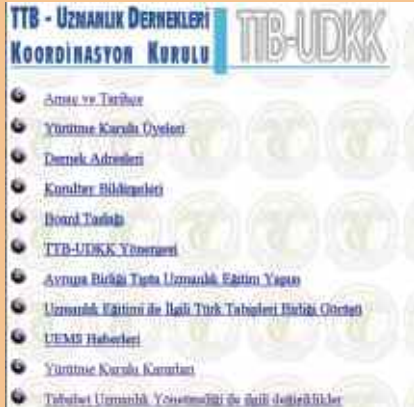 TTB - UZMANLIK DERNEKLERİ
KOORDİNASYON KURULU
TTB-UDKK
Amaç ve Tarihçe
Yürütme Kurulu Üyeleri
Dernek Adresleri
Kurultay Bildirgeleri
Board Taslağı
TTB-UDKK Yönergesi
Avrupa Birliği Tıpta Uzmanlık Eğitim Yapısı
Uzmanlık Eğitimi ile İlgili Türk Tabipleri Birliği Görüşü
UEMS Haberleri
Yürütme Kurulu Kararları
Tababet Uzmanlık Yönetmeliği ile ilgili değişiklikler